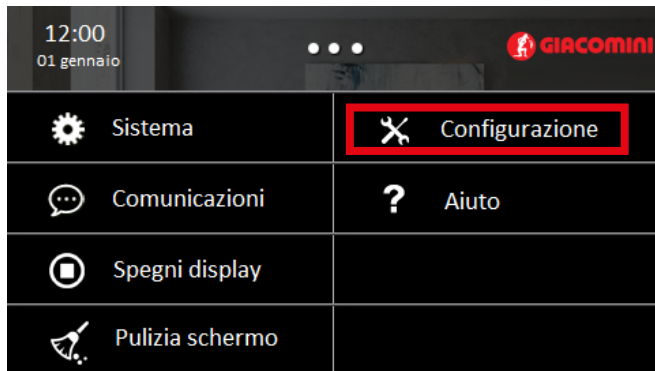 12:00
01 gennaio
GIACOMINI
Sistema
Configurazione
Comunicazioni
? Aiuto
Spegni display
Pulizia schermo